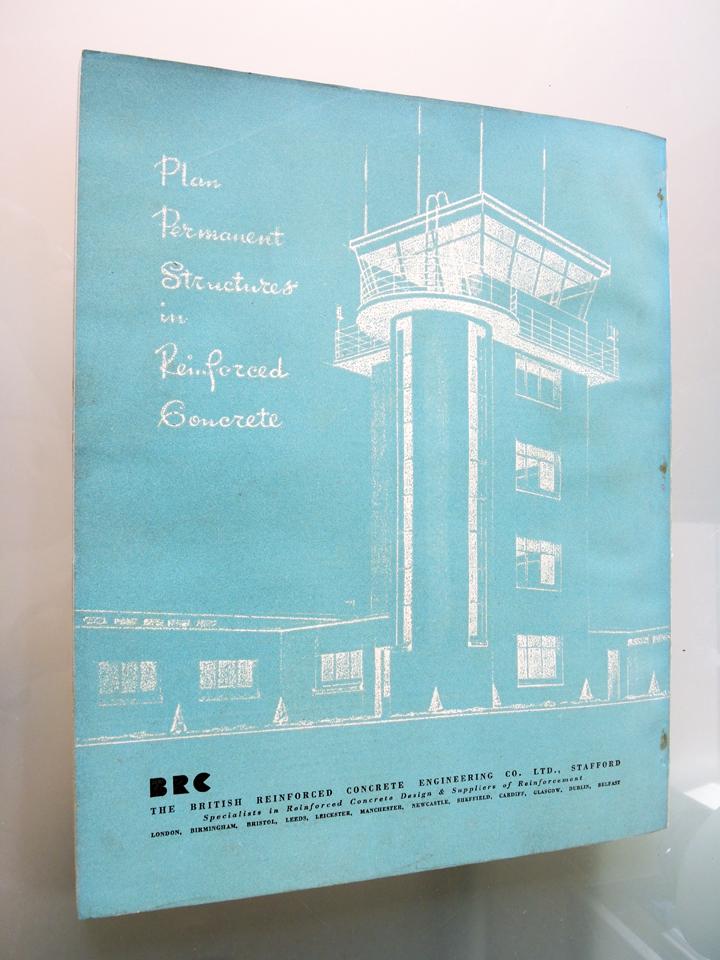 Plan
Permanent
Structures
in
Reinforced
Concrete
BRC
THE BRITISH REINFORCED CONCRETE ENGINEERING CO. LTD., STAFFORD
Specialists in Reinforced Concrete Design & Suppliers of Reinforcement
LONDON, BIRMINGHAM, BRISTOL, LEEDS, LEICESTER, MANCHESTER, NEWCASTLE, SHEFFIELD, CARDIFF, GLASGOW, DUBLIN, BELFAST